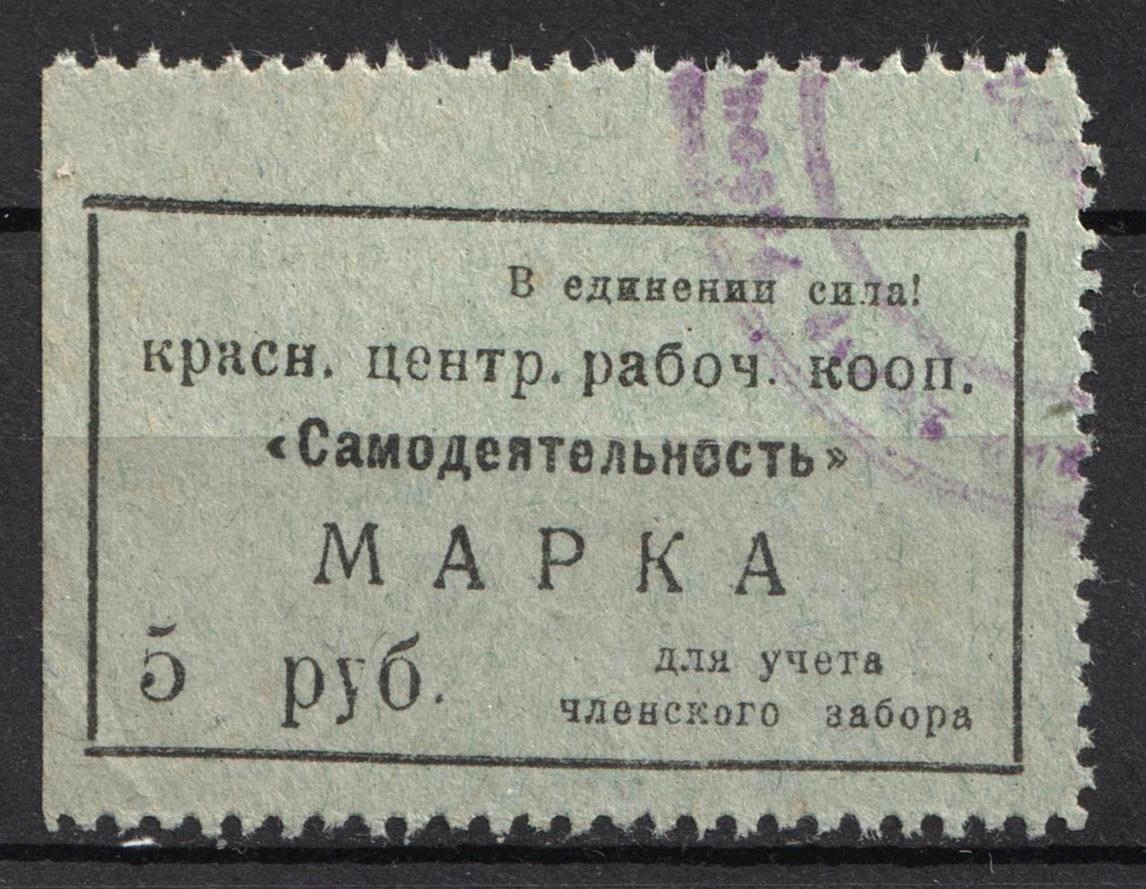 В единении сила!
красн. центр. рабоч. кооп.
«Самодеятельность»
МАРКА
5 руб.
для учета
членского забора